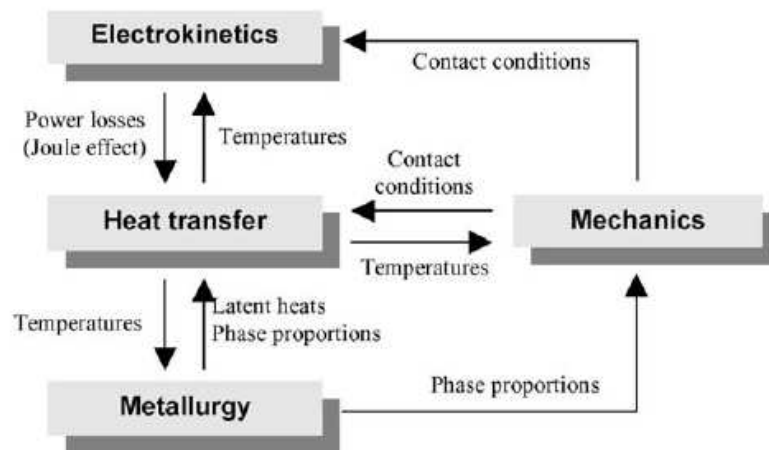 Electrokinetics
Contact conditions
Power losses
(Joule effect)
Temperatures
Contact
conditions
Heat transfer
Mechanics
Temperatures
Temperatures
Latent heats
Phase proportions
Phase proportions
Metallurgy